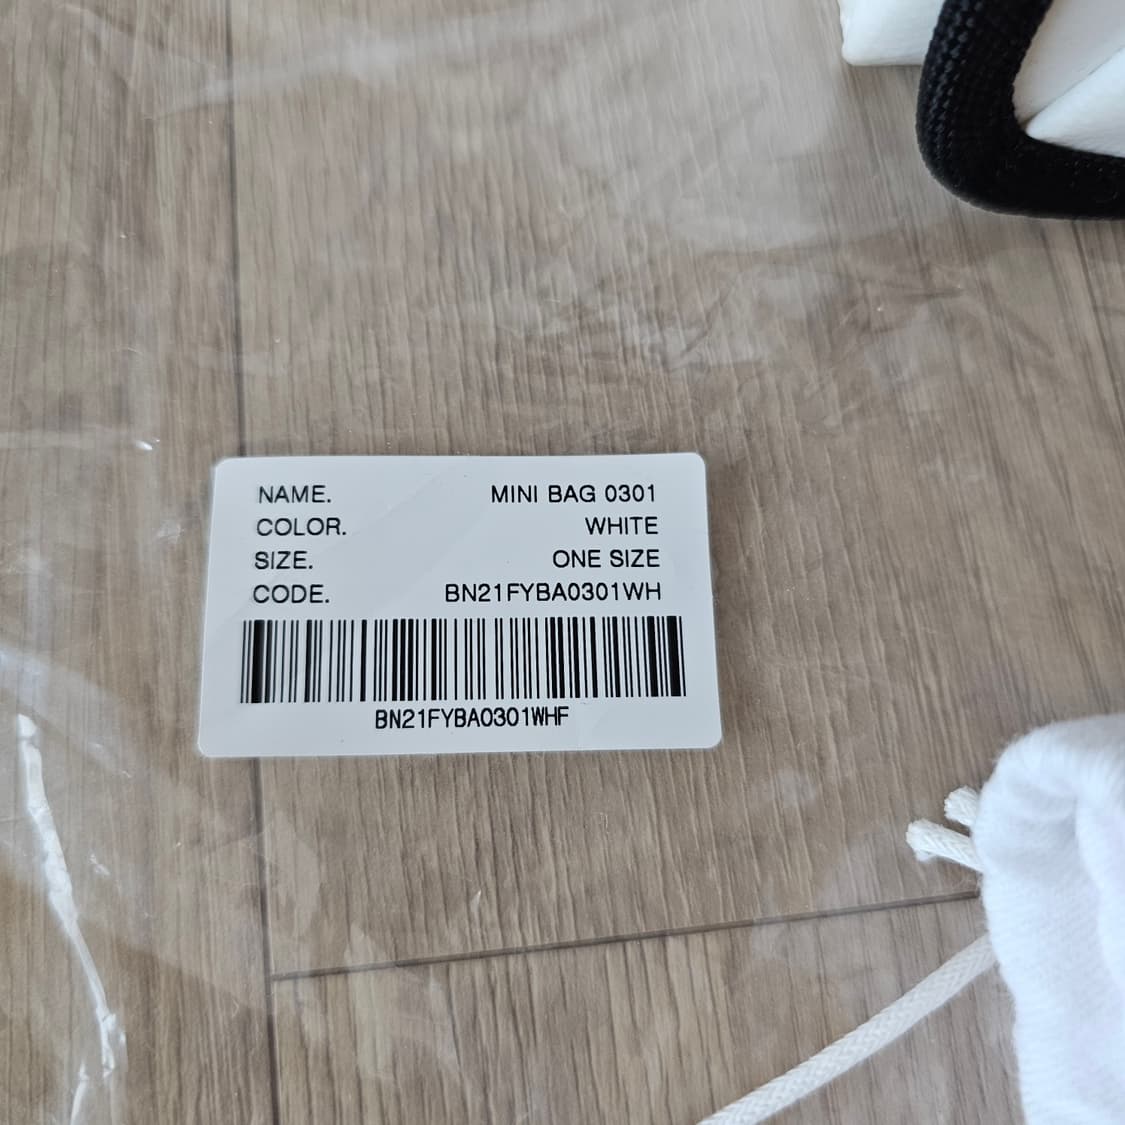 NAME. MINI BAG 0301
COLOR. WHITE
SIZE. ONE SIZE
CODE. BN21FYBA0301WH
BN21FYBA0301WHF